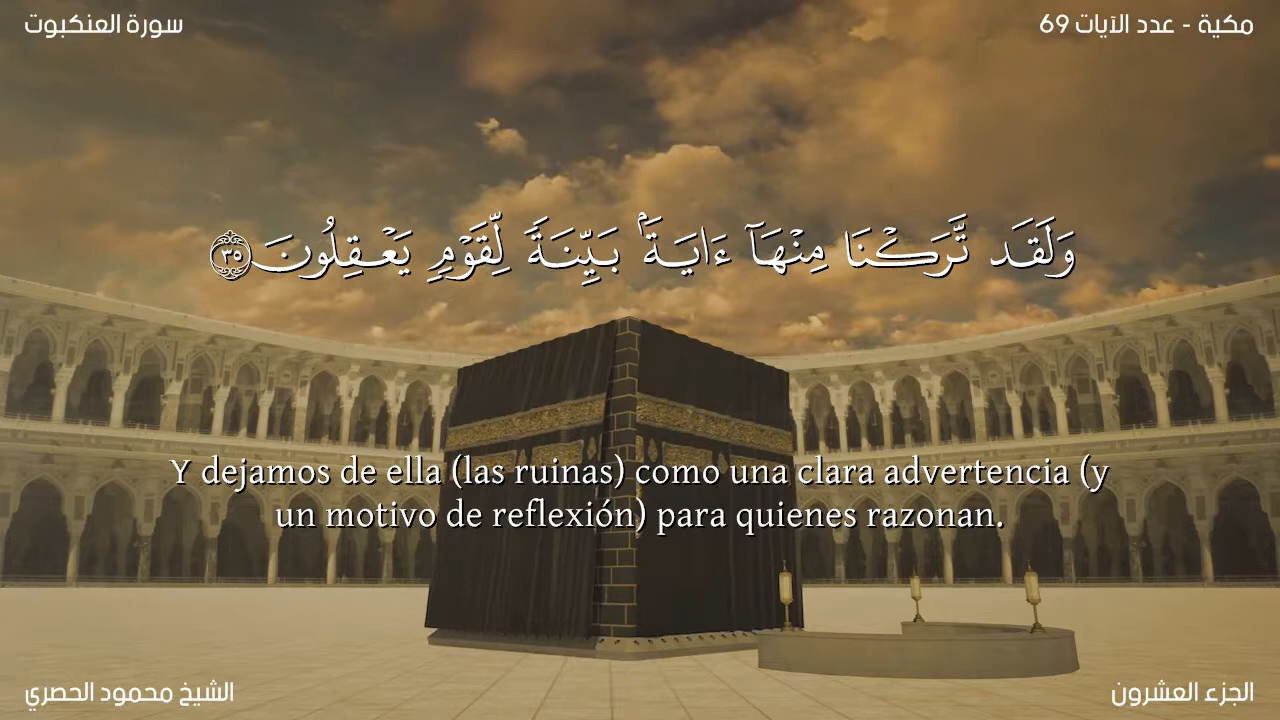 سورة العنكبوت
مكية - عدد الآيات 69
وَلَقَد تَّرَكْنَا مِنْهَآ ءَايَةًۢ بَيِّنَةً لِّقَوْمٍ يَعْقِلُونَ ٣٥
Y dejamos de ella (las ruinas) como una clara advertencia (y
un motivo de reflexión) para quienes razonan.
الشيخ محمود الحصري
الجزء العشرون